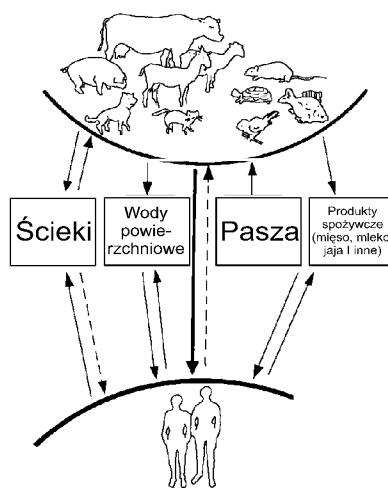 Ścieki
Wody
powie-
rzchniowe
Pasza
Produkty
spożywcze
(mięso, mleko
jaja I inne)